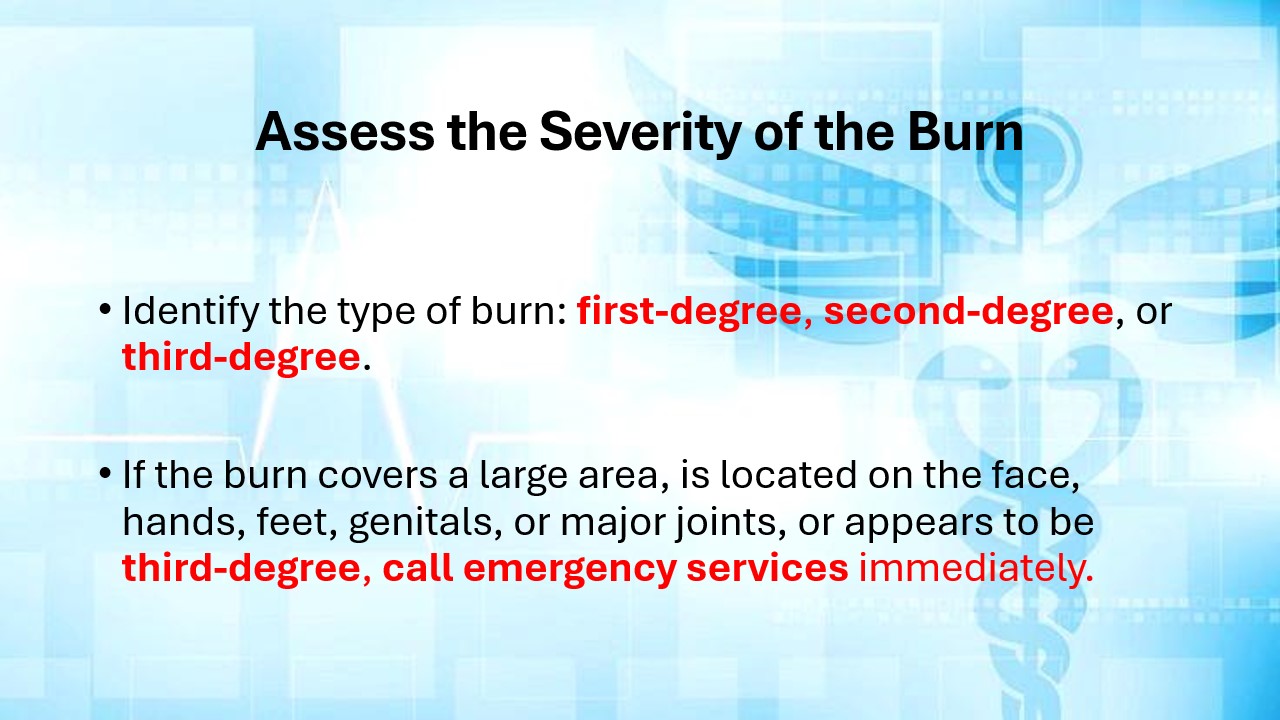 Assess the Severity of the Burn
• Identify the type of burn: first-degree, second-degree, or
third-degree.
• If the burn covers a large area, is located on the face,
hands, feet, genitals, or major joints, or appears to be
third-degree, call emergency services immediately.